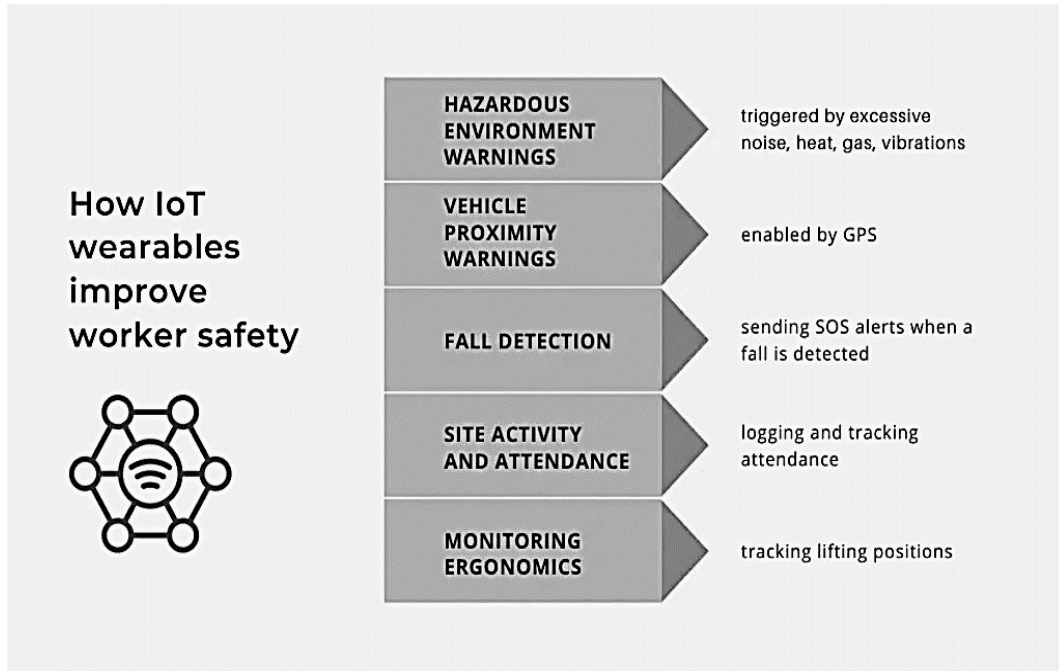 How IoT
wearables
improve
worker safety
HAZARDOUS
ENVIRONMENT
WARNINGS
triggered by excessive
noise, heat, gas, vibrations
VEHICLE
PROXIMITY
WARNINGS
enabled by GPS
FALL DETECTION
sending SOS alerts when a
fall is detected
SITE ACTIVITY
AND ATTENDANCE
logging and tracking
attendance
MONITORING
ERGONOMICS
tracking lifting positions